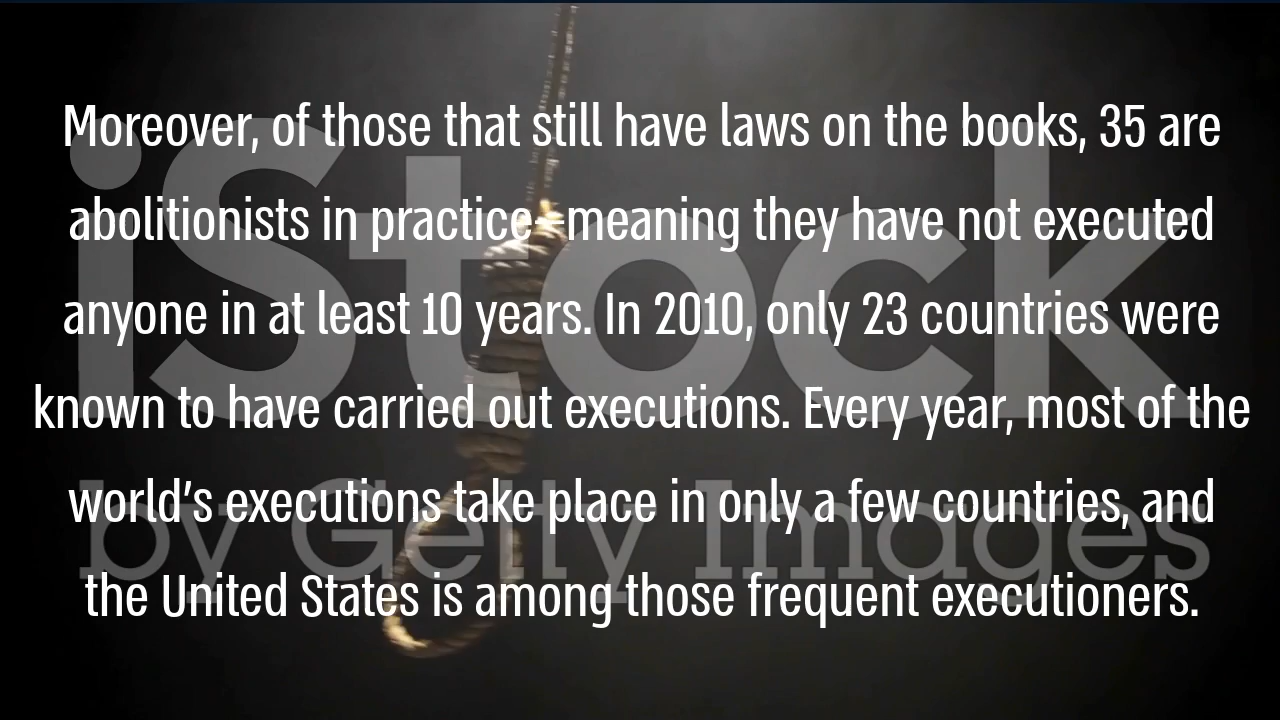 Moreover, of those that still have laws on the books, 35 are
abolitionists in practice—meaning they have not executed
anyone in at least 10 years. In 2010, only 23 countries were
known to have carried out executions. Every year, most of the
world's executions take place in only a few countries, and
the United States is among those frequent executioners.
iStock
by Getty Images